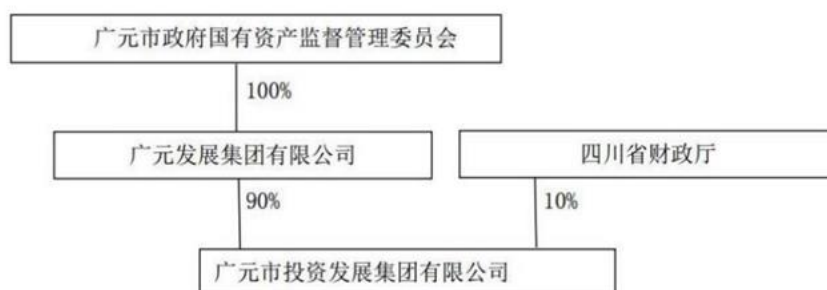 广元市政府国有资产监督管理委员会
100%
广元发展集团有限公司
四川省财政厅
90%
10%
广元市投资发展集团有限公司